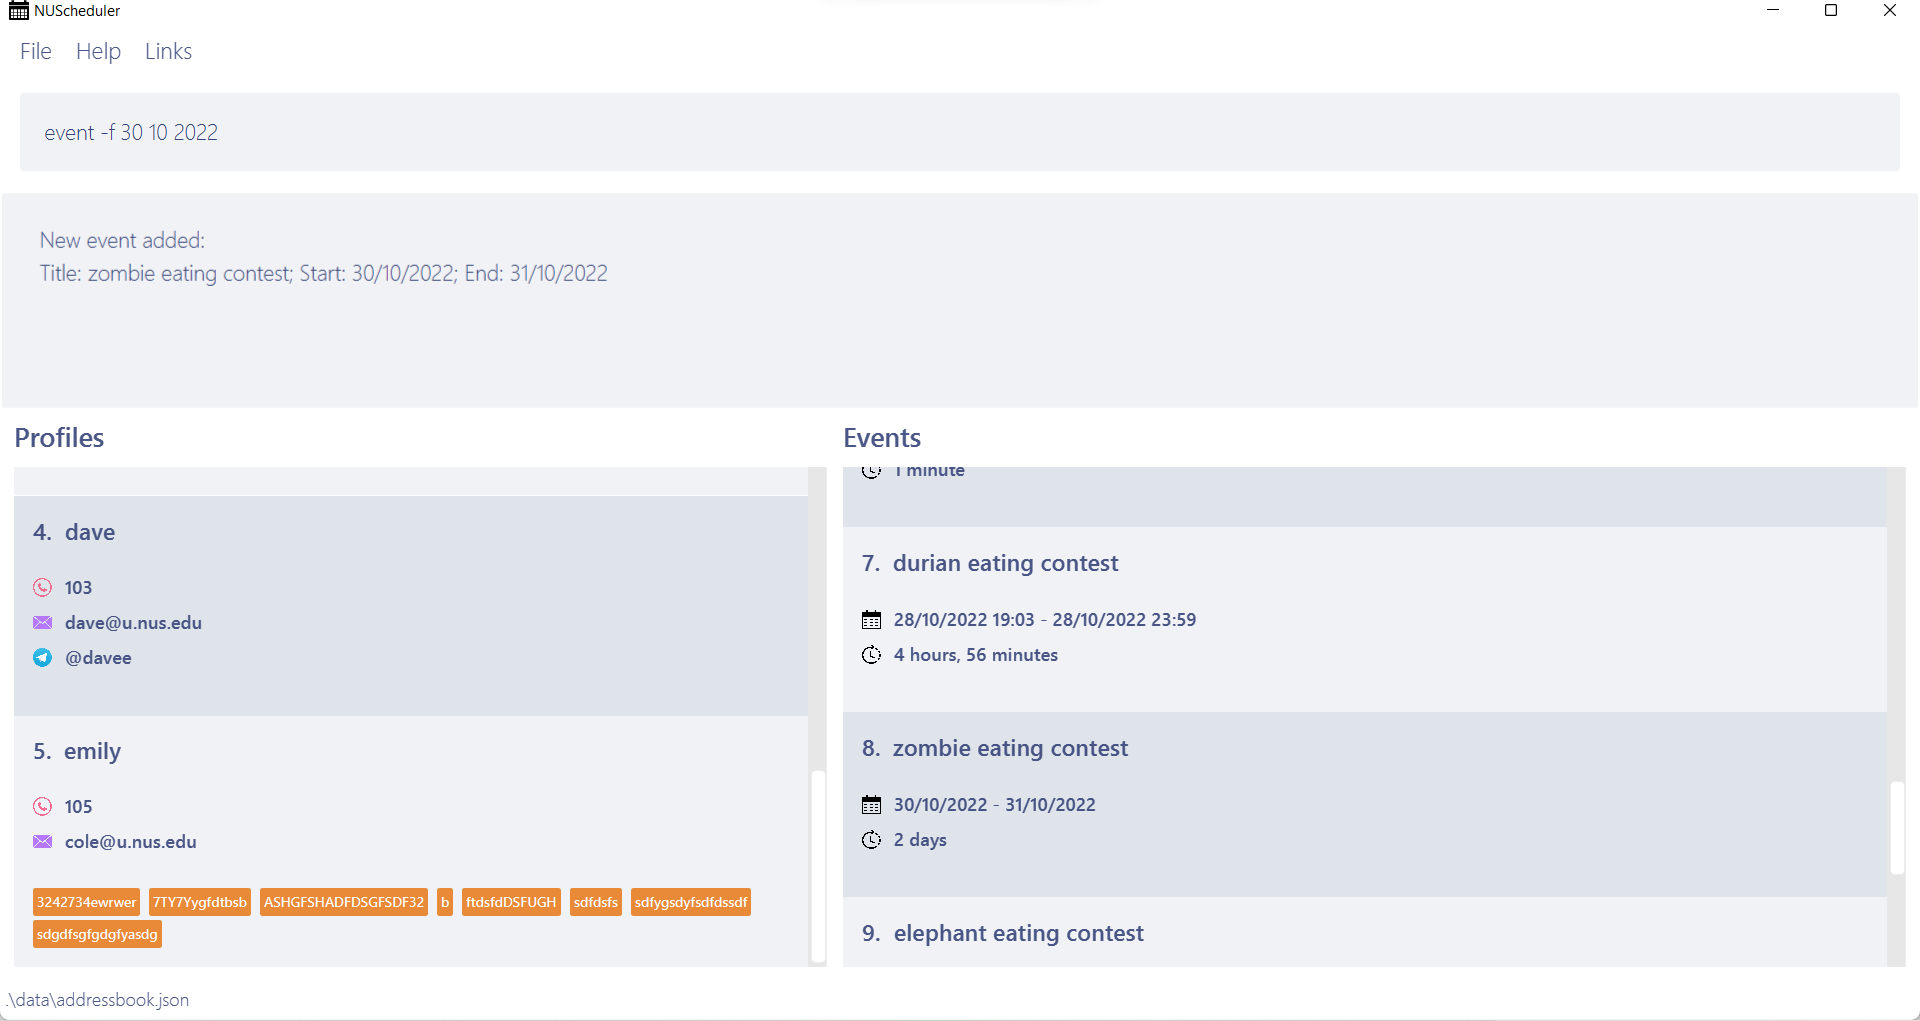 NUScheduler
File Help Links
event -f 30 10 2022
New event added:
Title: zombie eating contest; Start: 30/10/2022; End: 31/10/2022
Profiles
4. dave
103
dave@u.nus.edu
@davee
5. emily
105
cole@u.nus.edu
3242734ewrwer 7TY7Yygfdtbsb ASHGFSHADFDSGFSDF32 b ftdsfdDSFUGH sdfdsfs sdfygsdyfsdfdssdf
sdgdfsgfgdgfyasdg
Events
1 minute
7. durian eating contest
28/10/2022 19:03 - 28/10/2022 23:59
4 hours, 56 minutes
8. zombie eating contest
30/10/2022 - 31/10/2022
2 days
9. elephant eating contest
.\data\addressbook.json